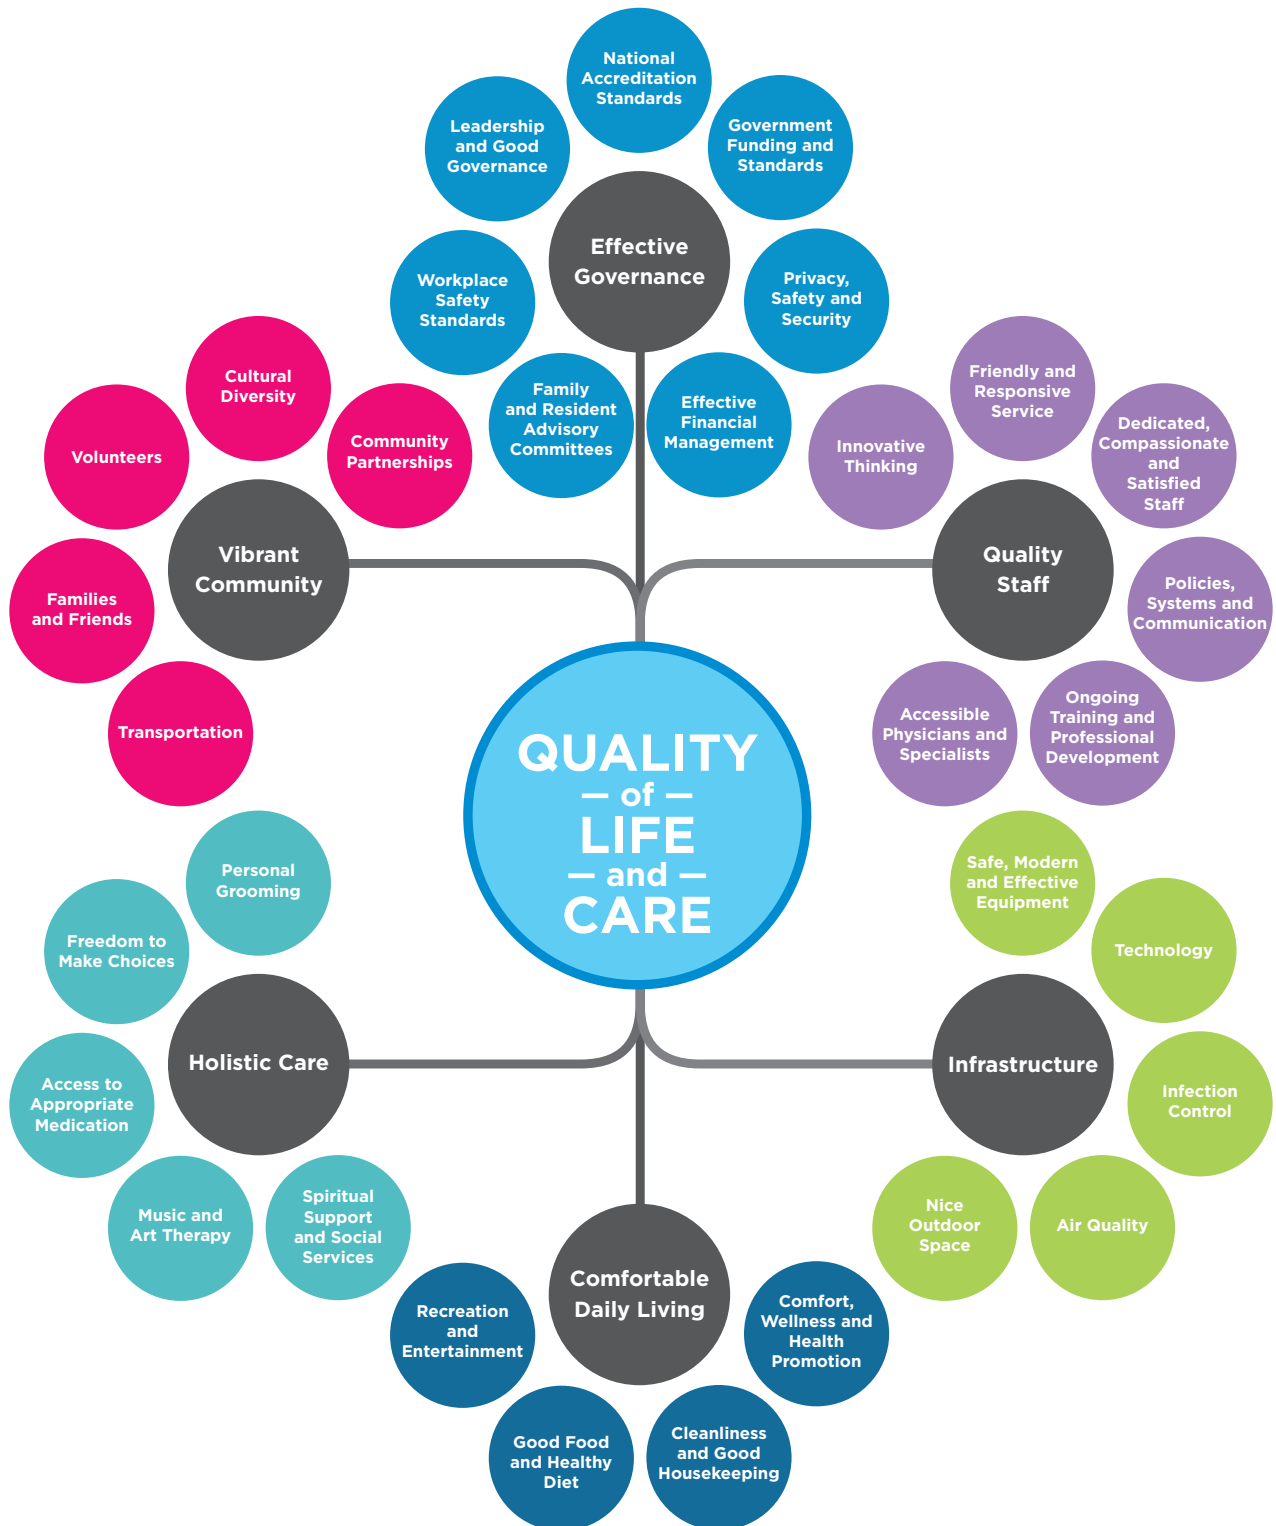 National
Accreditation
Standards
Leadership
and Good
Governance
Government
Funding and
Standards
Effective
Governance
Workplace
Safety
Standards
Privacy,
Safety and
Security
Family
and Resident
Advisory
Committees
Effective
Financial
Management
Cultural
Diversity
Volunteers
Community
Partnerships
Vibrant
Community
Families
and Friends
Transportation
Friendly and
Responsive
Service
Innovative
Thinking
Dedicated,
Compassionate
and
Satisfied
Staff
Quality
Staff
Policies,
Systems and
Communication
Accessible
Physicians and
Specialists
Ongoing
Training and
Professional
Development
QUALITY
— of —
LIFE
— and —
CARE
Personal
Grooming
Freedom to
Make Choices
Holistic Care
Access to
Appropriate
Medication
Music and
Art Therapy
Spiritual
Support
and Social
Services
Safe, Modern
and Effective
Equipment
Technology
Infrastructure
Infection
Control
Nice
Outdoor
Space
Air Quality
Comfortable
Daily Living
Recreation
and
Entertainment
Comfort,
Wellness and
Health
Promotion
Good Food
and Healthy
Diet
Cleanliness
and Good
Housekeeping